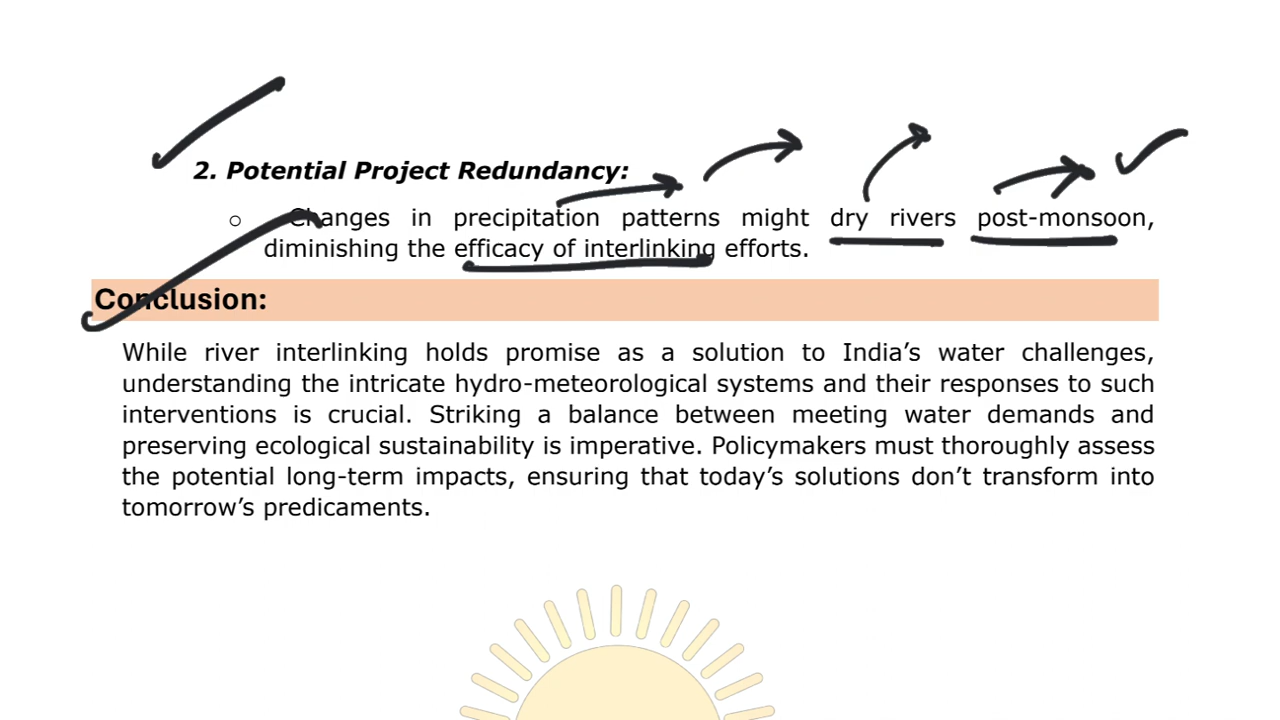 2. Potential Project Redundancy:
o Changes in precipitation patterns might dry rivers post-monsoon,
diminishing the efficacy of interlinking efforts.
Conclusion:
While river interlinking holds promise as a solution to India’s water challenges,
understanding the intricate hydro-meteorological systems and their responses to such
interventions is crucial. Striking a balance between meeting water demands and
preserving ecological sustainability is imperative. Policymakers must thoroughly assess
the potential long-term impacts, ensuring that today’s solutions don’t transform into
tomorrow’s predicaments.